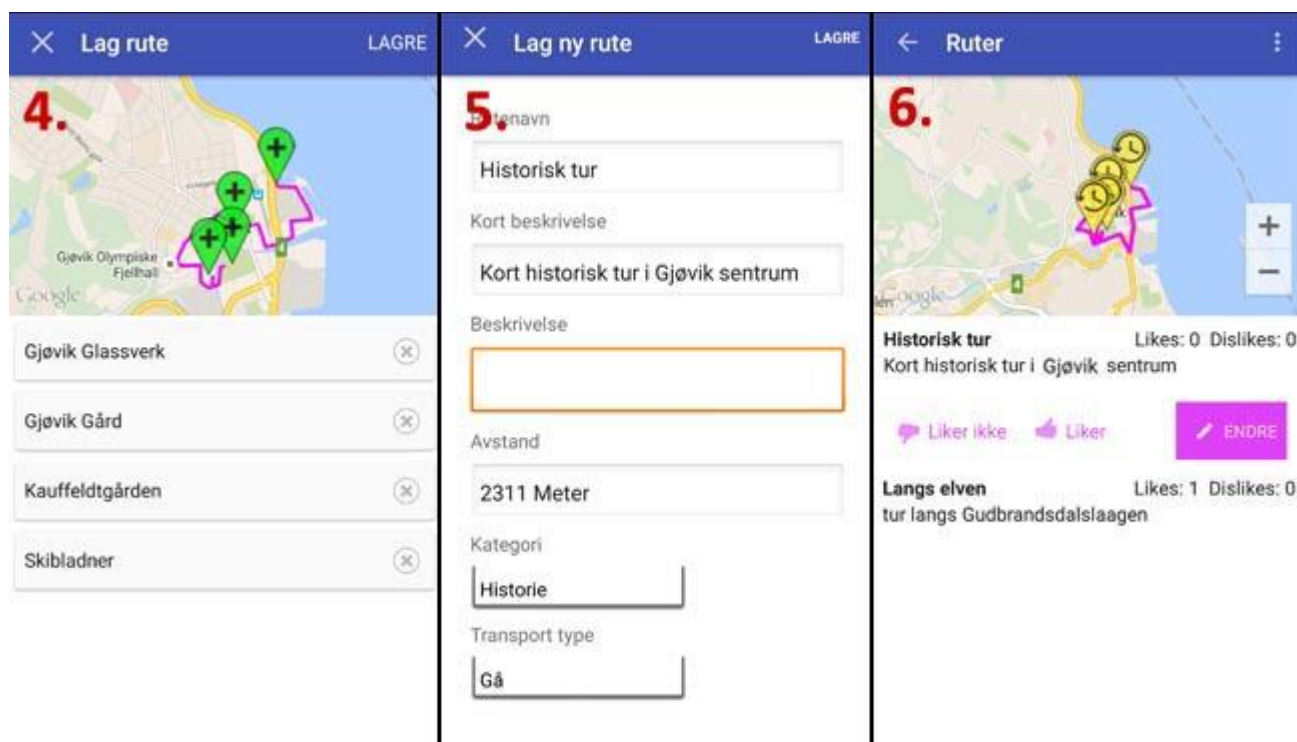 Lag rute
LAGRE
4.
Gjøvik Olympiske
Fjellhall
Google
Gjøvik Glassverk
Gjøvik Gård
Kauffeldtgården
Skibladner
Lag ny rute
LAGRE
5.
Historisk tur
Kort beskrivelse
Kort historisk tur i Gjøvik sentrum
Beskrivelse
Avstand
2311 Meter
Kategori
Historie
Transport type
Gå
Ruter
6.
4
+
−
Historisk tur Likes: 0 Dislikes: 0
Kort historisk tur i Gjøvik sentrum
Liker ikke Liker ENDRE
Langs elven Likes: 1 Dislikes: 0
tur langs Gudbrandsdalslaagen